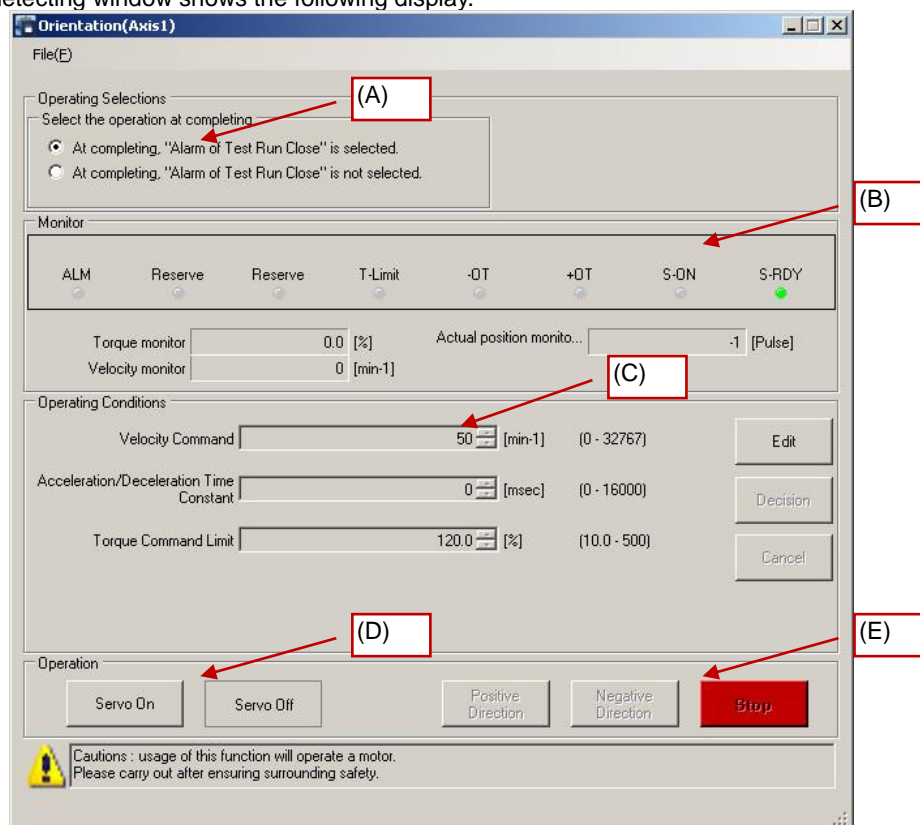 detecting window shows the following display.
Orientation(Axis1)
File(F)
(A)
Operating Selections
Select the operation at completing
At completing, "Alarm of Test Run Close" is selected.
At completing, "Alarm of Test Run Close" is not selected.
(B)
Monitor
ALM Reserve Reserve T-Limit -OT +OT S-ON S-RDY
Torque monitor 0.0 [%] Actual position monito... -1 [Pulse]
Velocity monitor 0 [min-1]
(C)
Operating Conditions
Velocity Command 50 [min-1] (0 - 32767) Edit
Acceleration/Deceleration Time
Constant 0 [msec] (0 - 16000) Decision
Torque Command Limit 120.0 [%] (10.0 - 500) Cancel
(D) (E)
Operation
Servo On Servo Off Positive Direction Negative Direction Stop
Cautions : usage of this function will operate a motor.
Please carry out after ensuring surrounding safety.